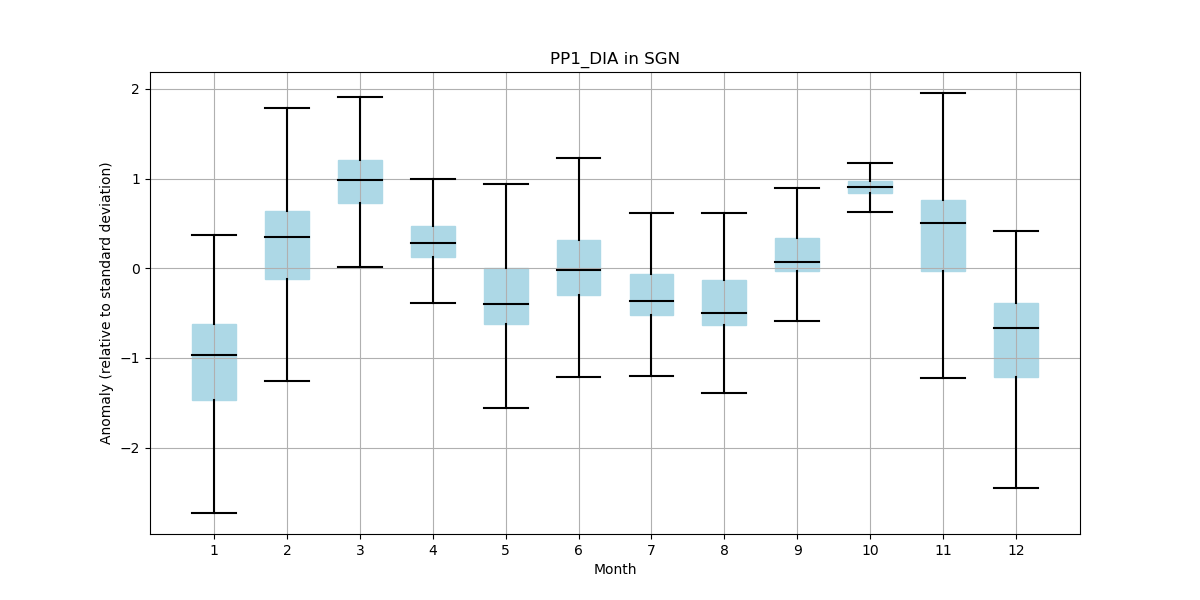 PP1_DIA in SGN
Anomaly (relative to standard deviation)
2
1
0
−1
−2
1 2 3 4 5 6 7 8 9 10 11 12
Month